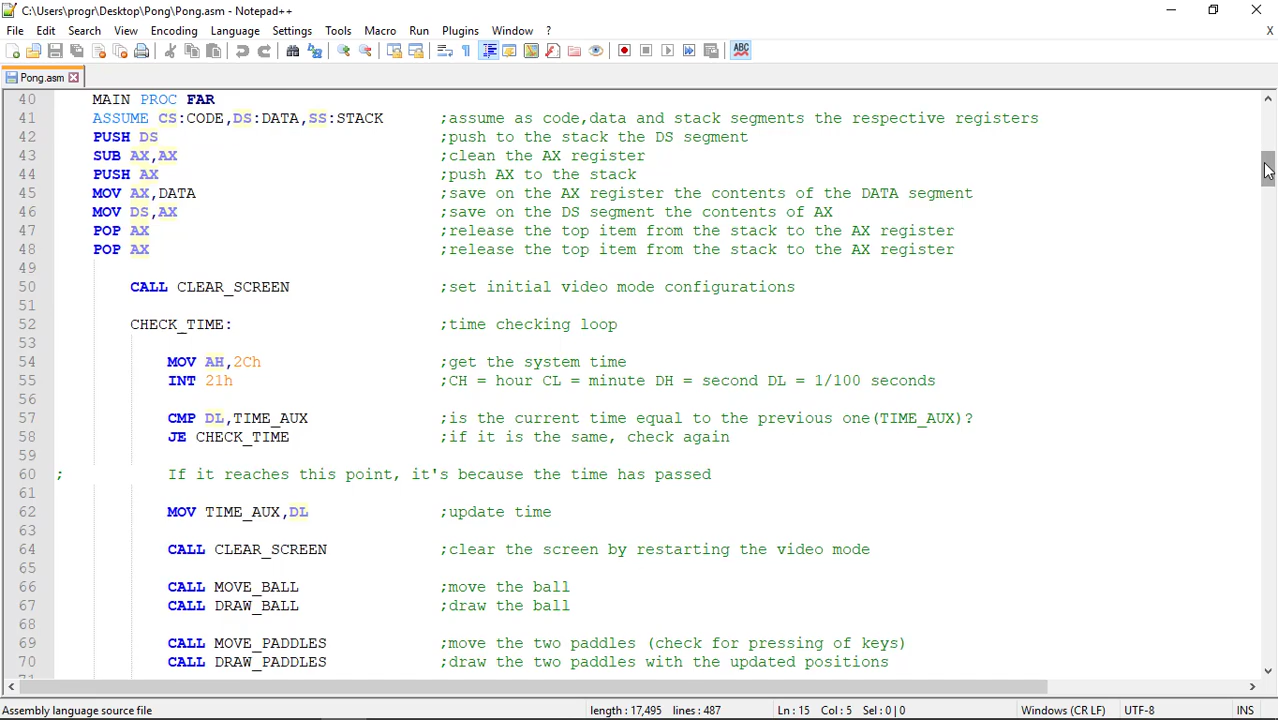 C:\Users\progr\Desktop\Pong\Pong.asm - Notepad++
File Edit Search View Encoding Language Settings Tools Macro Run Plugins Window ? X
ABC
Pong.asm
40 MAIN PROC FAR
41 ASSUME CS:CODE,DS:DATA,SS:STACK ;assume as code,data and stack segments the respective registers
42 PUSH DS ;push to the stack the DS segment
43 SUB AX,AX ;clean the AX register
44 PUSH AX ;push AX to the stack
45 MOV AX,DATA ;save on the AX register the contents of the DATA segment
46 MOV DS,AX ;save on the DS segment the contents of AX
47 POP AX ;release the top item from the stack to the AX register
48 POP AX ;release the top item from the stack to the AX register
49
50 CALL CLEAR_SCREEN ;set initial video mode configurations
51
52 CHECK_TIME: ;time checking loop
53
54 MOV AH,2Ch ;get the system time
55 INT 21h ;CH = hour CL = minute DH = second DL = 1/100 seconds
56
57 CMP DL,TIME_AUX ;is the current time equal to the previous one(TIME_AUX)?
58 JE CHECK_TIME ;if it is the same, check again
59
60 ; If it reaches this point, it's because the time has passed
61
62 MOV TIME_AUX,DL ;update time
63
64 CALL CLEAR_SCREEN ;clear the screen by restarting the video mode
65
66 CALL MOVE_BALL ;move the ball
67 CALL DRAW_BALL ;draw the ball
68
69 CALL MOVE_PADDLES ;move the two paddles (check for pressing of keys)
70 CALL DRAW_PADDLES ;draw the two paddles with the updated positions
Assembly language source file length : 17,495 lines : 487 Ln : 15 Col : 5 Sel : 0 | 0 Windows (CR LF) UTF-8 INS